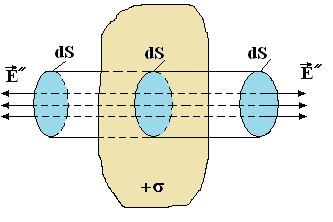 dS dS dS
E⃗″ E⃗″
+σ